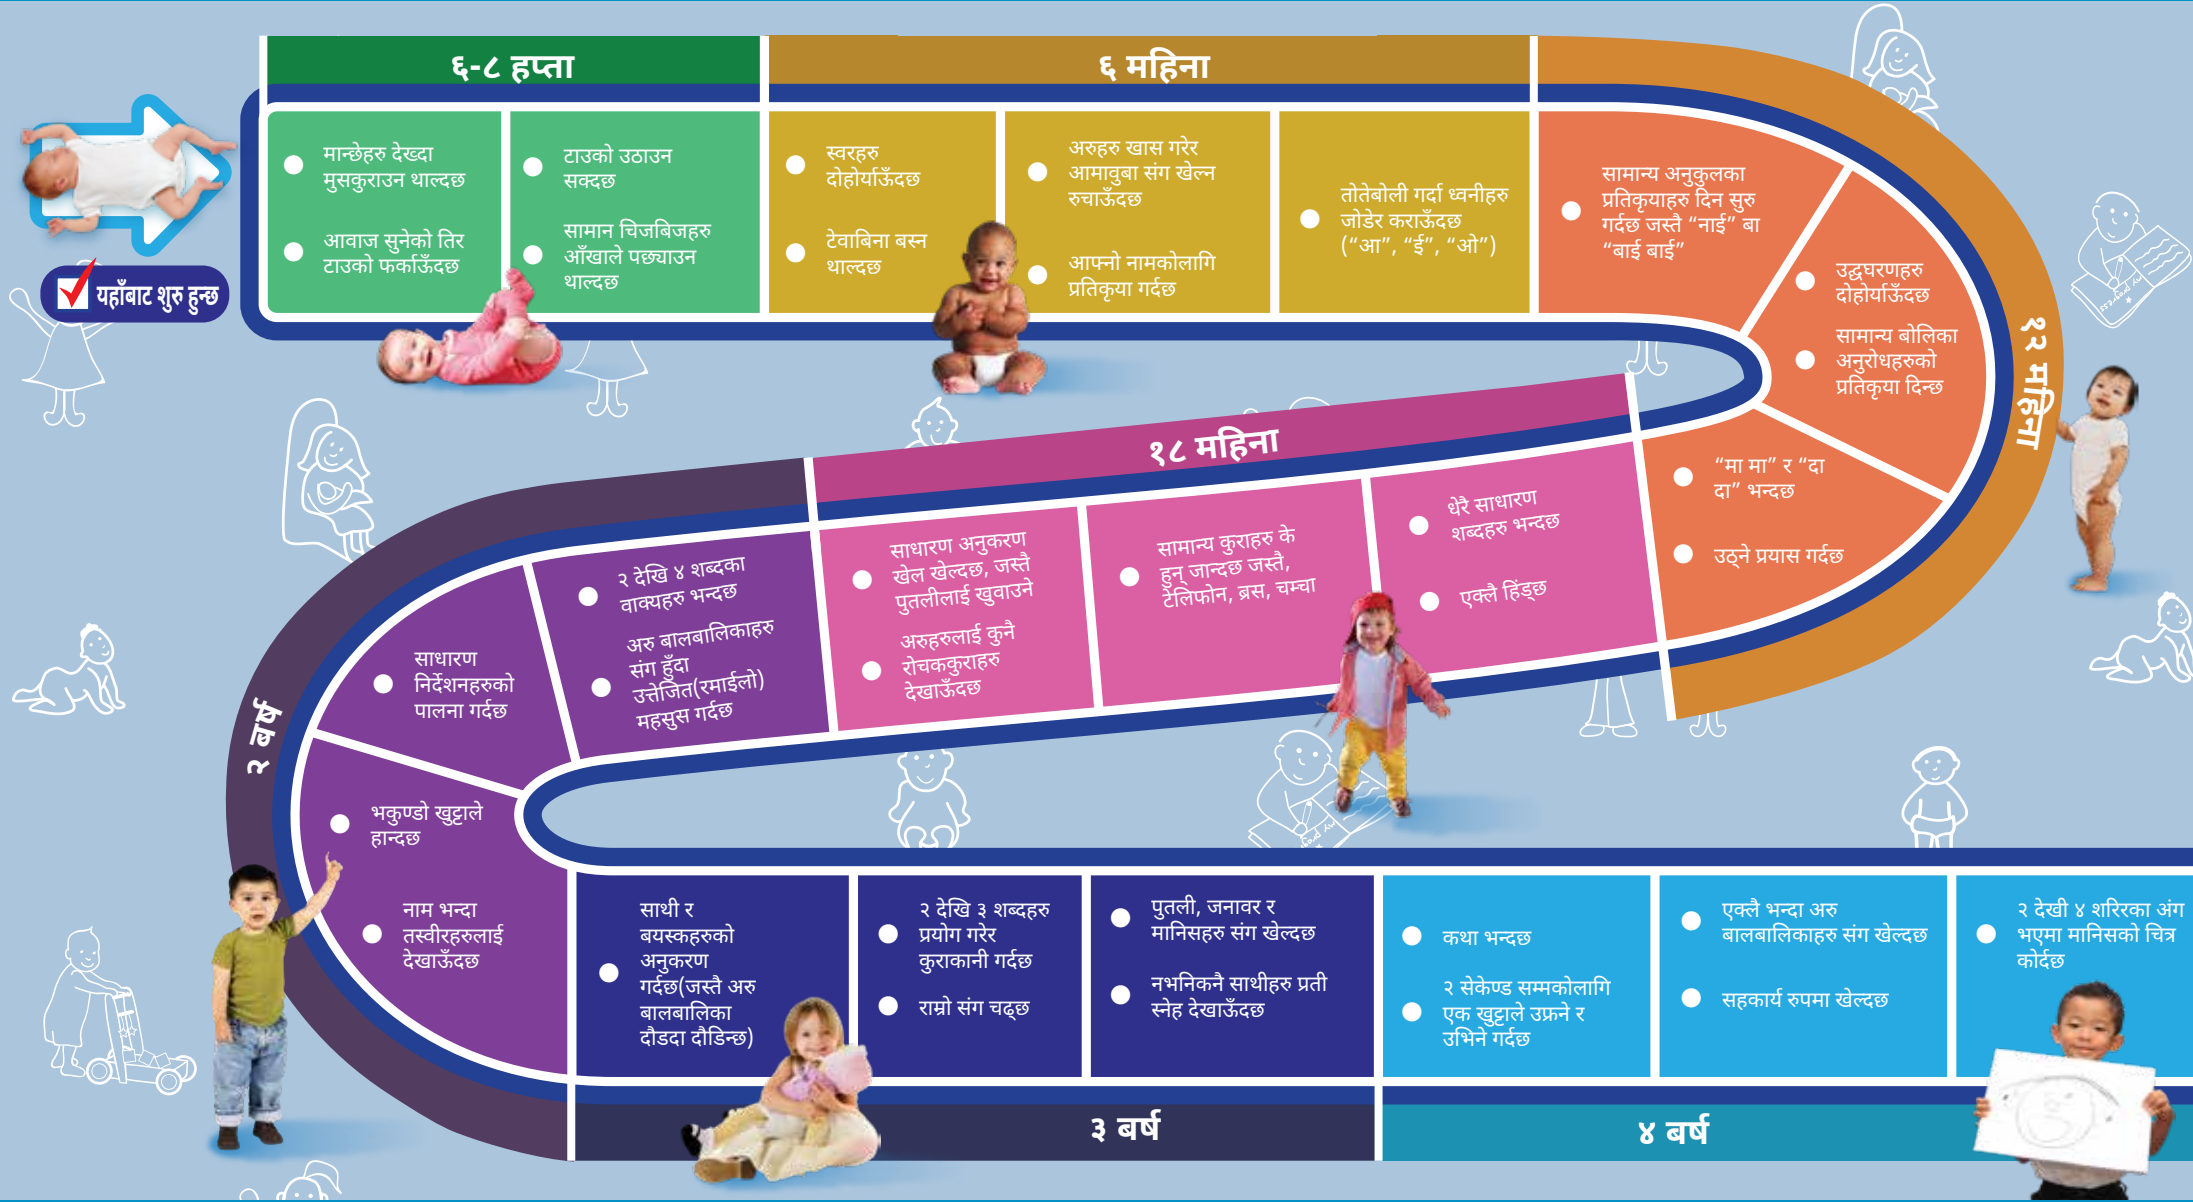 ६-८ हप्ता
६ महिना
यहाँबाट शुरु हुन्छ
मान्छेहरु देख्दा
मुसकुराउन थाल्दछ
आवाज सुनेको तिर
टाउको फर्काऊँदछ
टाउको उठाउन
सक्दछ
सामान चिजबिजहरु
आँखाले पछ्याउन
थाल्दछ
स्वरहरु
दोहोर्याऊँदछ
टेवाबिना बस्न
थाल्दछ
अरुहरु खास गरेर
आमावुबा संग खेल्न
रुचाऊँदछ
आफ्नो नामकोलागि
प्रतिकृया गर्दछ
तोतेबोली गर्दा ध्वनीहरु
जोडेर कराऊँदछ
(“आ”, “ई”, “ओ”)
१२ महिना
सामान्य अनुकुलका
प्रतिकृयाहरु दिन सुरु
गर्दछ जस्तै “नाई” बा
“बाई बाई”
उद्घघरणहरु
दोहोर्याऊँदछ
सामान्य बोलिका
अनुरोधहरुको
प्रतिकृया दिन्छ
“मा मा” र “दा
दा” भन्दछ
उठ्ने प्रयास गर्दछ
१८ महिना
धेरै साधारण
शब्दहरु भन्दछ
एक्लै हिंड्छ
सामान्य कुराहरु के
हुन् जान्दछ जस्तै,
टेलिफोन, ब्रस, चम्चा
साधारण अनुकरण
खेल खेल्दछ, जस्तै
पुतलीलाई खुवाउने
अरुहरुलाई कुनै
रोचककुराहरु
देखाऊँदछ
२ बर्ष
२ देखि ४ शब्दका
वाक्यहरु भन्दछ
अरु बालबालिकाहरु
संग हुँदा
उत्तेजित(रमाईलो)
महसुस गर्दछ
साधारण
निर्देशनहरुको
पालना गर्दछ
भकुण्डो खुट्टाले
हान्दछ
नाम भन्दा
तस्वीरहरुलाई
देखाऊँदछ
साथी र
बयस्कहरुको
अनुकरण
गर्दछ(जस्तै अरु
बालबालिका
दौडदा दौडिन्छ)
२ देखि ३ शब्दहरु
प्रयोग गरेर
कुराकानी गर्दछ
राम्रो संग चढ्छ
पुतली, जनावर र
मानिसहरु संग खेल्दछ
नभनिकनै साथीहरु प्रती
स्नेह देखाऊँदछ
कथा भन्दछ
२ सेकेण्ड सम्मकोलागि
एक खुट्टाले उफ्रने र
उभिने गर्दछ
एक्लै भन्दा अरु
बालबालिकाहरु संग खेल्दछ
सहकार्य रुपमा खेल्दछ
२ देखी ४ शरिरका अंग
भएमा मानिसको चित्र
कोर्दछ
३ बर्ष
४ बर्ष
my progress